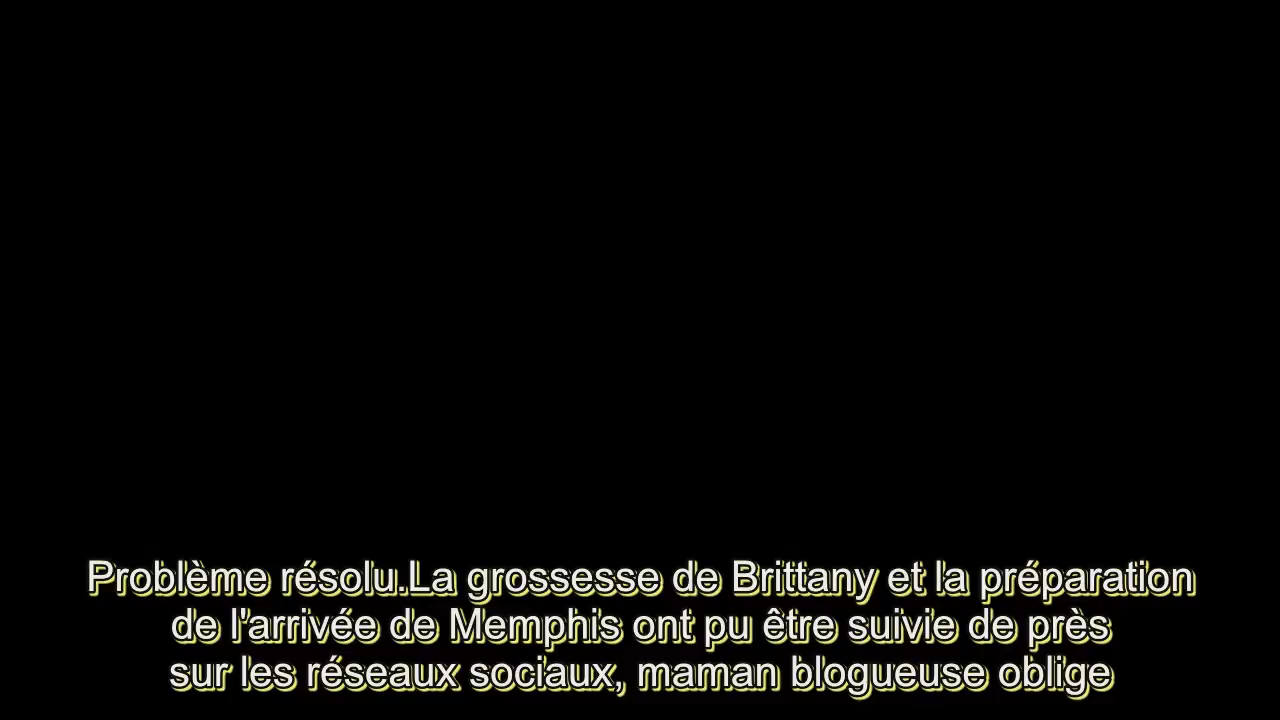 Problème résolu.La grossesse de Brittany et la préparation
de l'arrivée de Memphis ont pu être suivie de près
sur les réseaux sociaux, maman blogueuse oblige